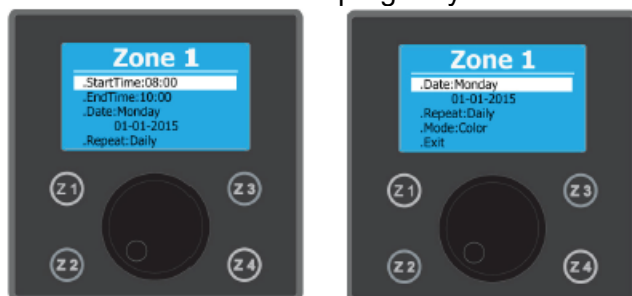 Zone 1
.StartTime:08:00
.EndTime:10:00
.Date:Monday
01-01-2015
.Repeat:Daily
Z1
Z3
Z2
Z4
Zone 1
.Date:Monday
01-01-2015
.Repeat:Daily
.Mode:Color
.Exit
Z1
Z3
Z2
Z4